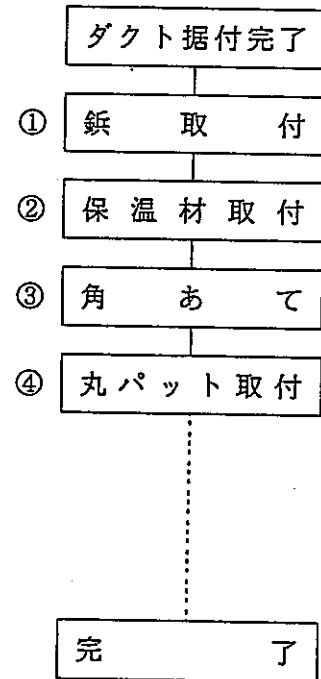 ダクト据付完了
① 鋲取付
② 保温材取付
③ 角あて
④ 丸パット取付
完了